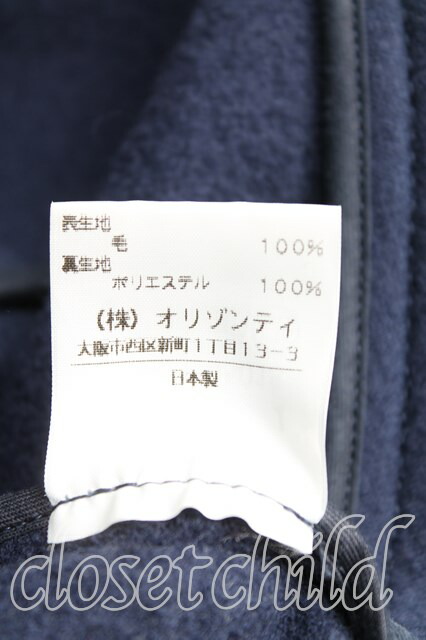 表生地
毛 100%
裏生地
ポリエステル 100%
(株) オリゾンティ
大阪市西区新町1丁目13-3
日本製
closetchild